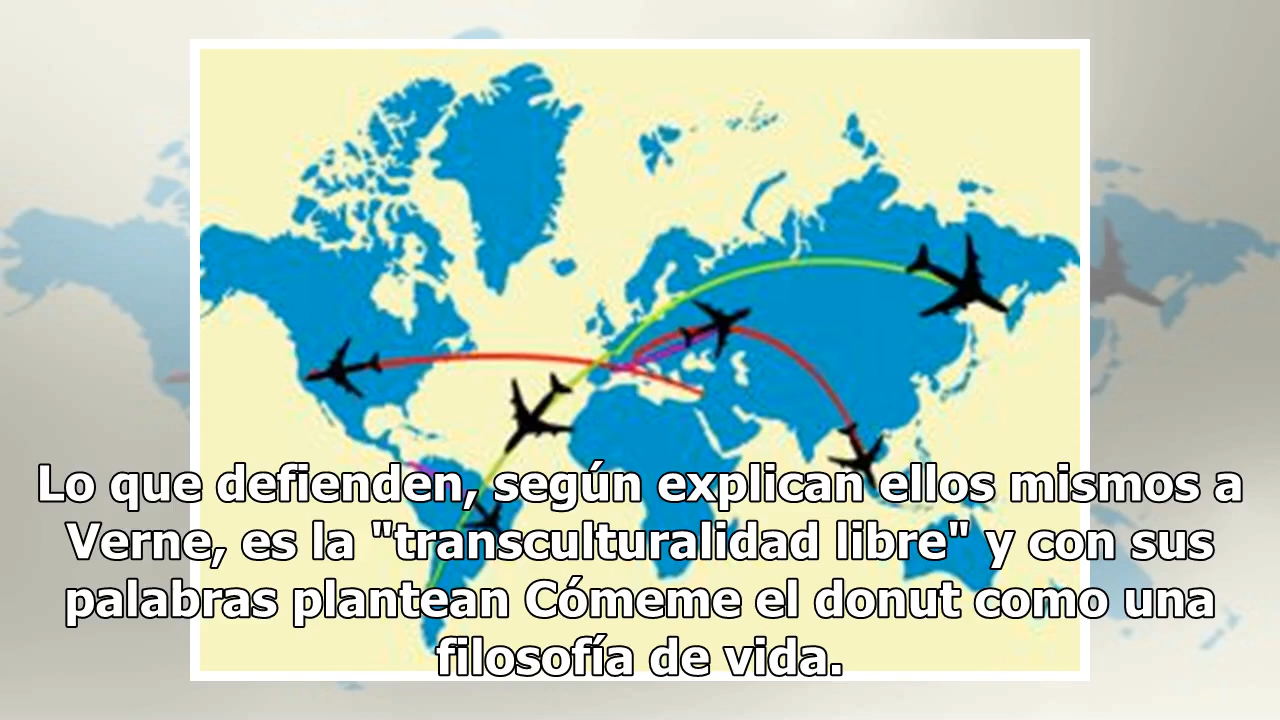 Lo que defienden, según explican ellos mismos a
Verne, es la "transculturalidad libre" y con sus
palabras plantean Cómeme el donut como una
filosofía de vida.